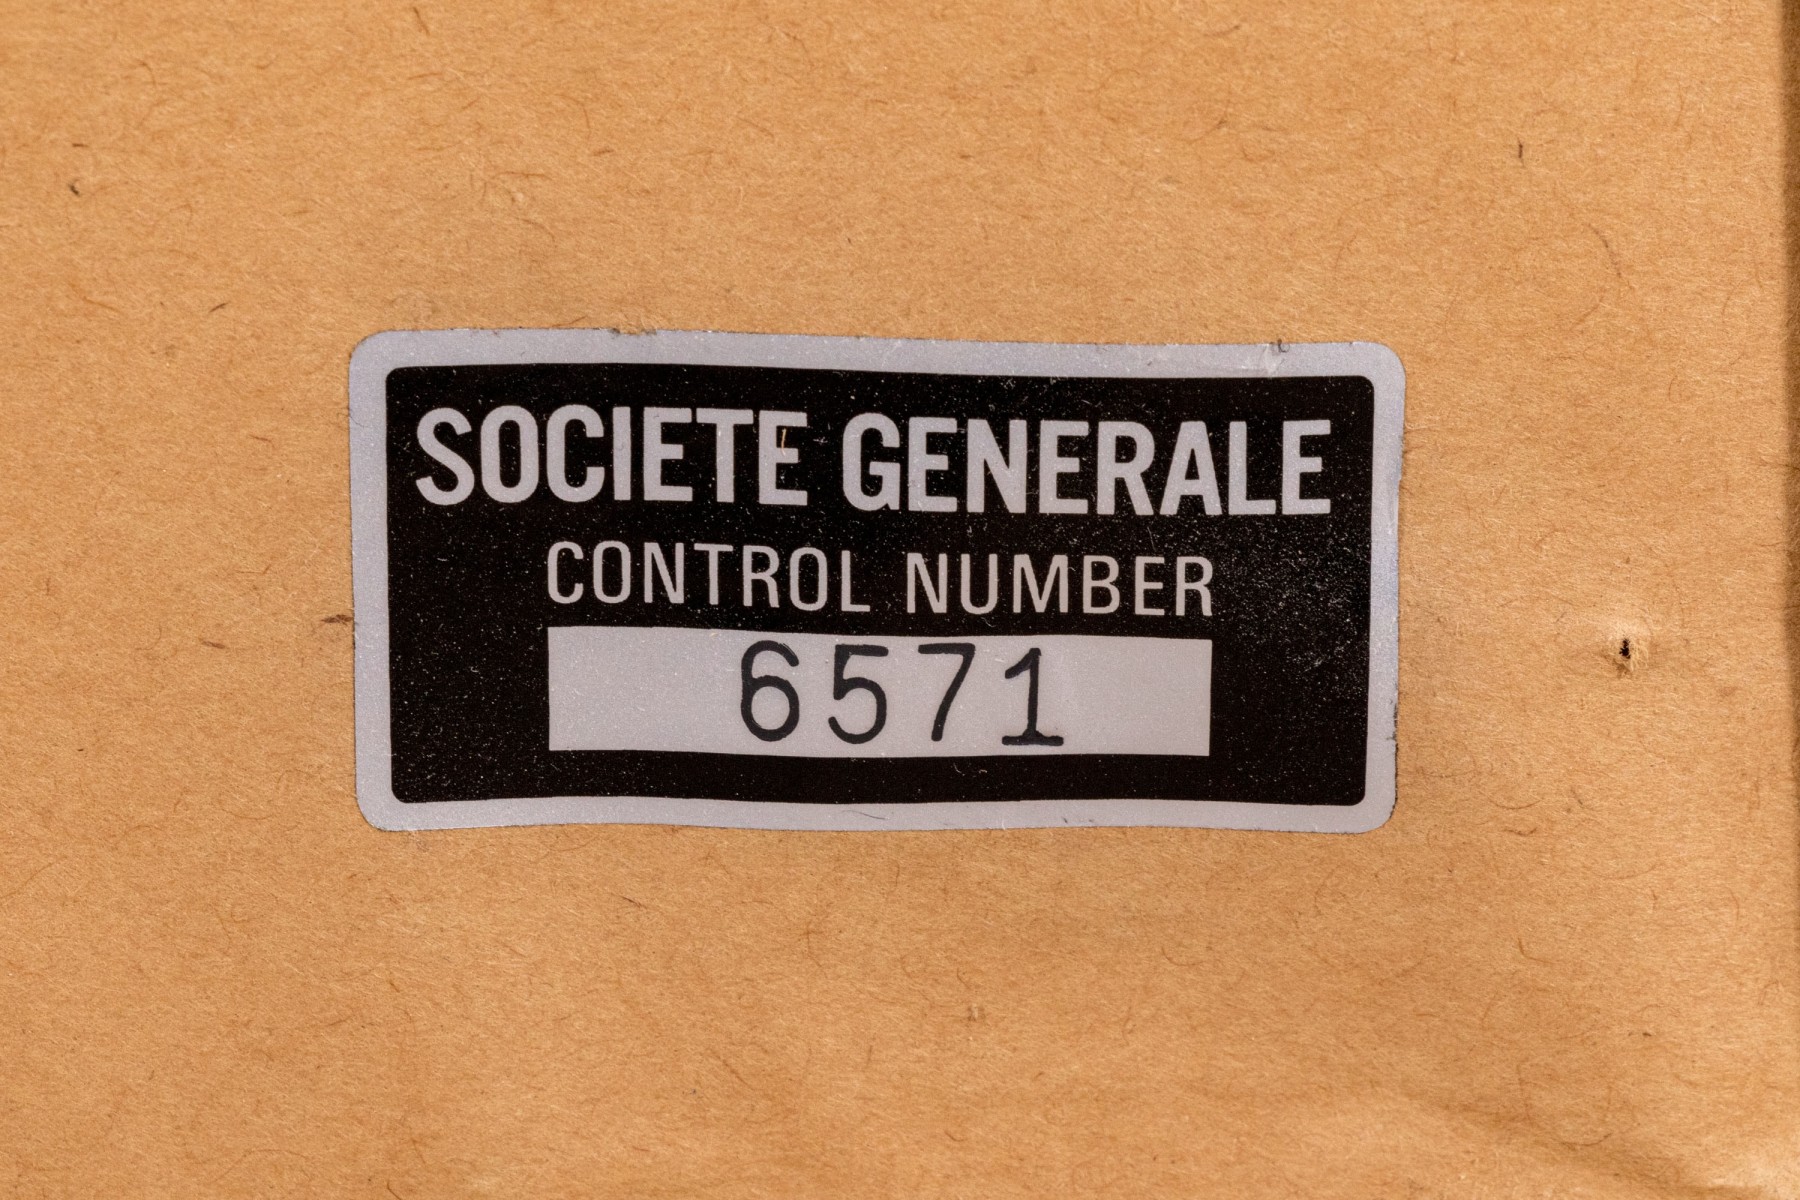 SOCIETE GENERALE
CONTROL NUMBER
6571